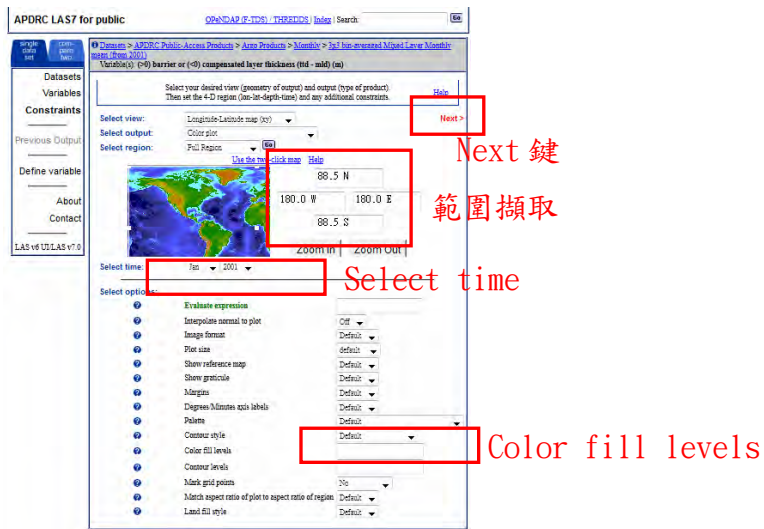 APDRC LAS7 for public
OPeNDAP (F-TDS) / THREDDS | Index | Search: Go
single data set
com- pare two
Datasets > APDRC Public-Access Products > Argo Products > Monthly > 3x3 bin-averaged Mixed Layer Monthly mean (from 2001)
Variable(s): (>0) barrier or (<0) compensated layer thickness (ttd - mld) (m)
Datasets
Variables
Constraints
Previous Output
Define variable
About
Contact
LAS v6 UI/LAS v7.0
Select your desired view (geometry of output) and output (type of product).
Then set the 4-D region (lon-lat-depth-time) and any additional constraints.
Help
Select view: Longitude-Latitude map (xy)
Next >
Select output: Color plot
Select region: Full Region Go
Next 鍵
Use the two-click map Help
88.5 N
180.0 W 180.0 E
範圍擷取
88.5 S
Zoom In Zoom Out
Select time: Jan 2001
Select time
Select options:
Evaluate expression
Interpolate normal to plot Off
Image format Default
Plot size default
Show reference map Default
Show graticule Default
Margins Default
Degrees/Minutes axis labels Default
Palette Default
Contour style Default
Color fill levels
Color fill levels
Contour levels
Mark grid points No
Match aspect ratio of plot to aspect ratio of region Default
Land fill style Default